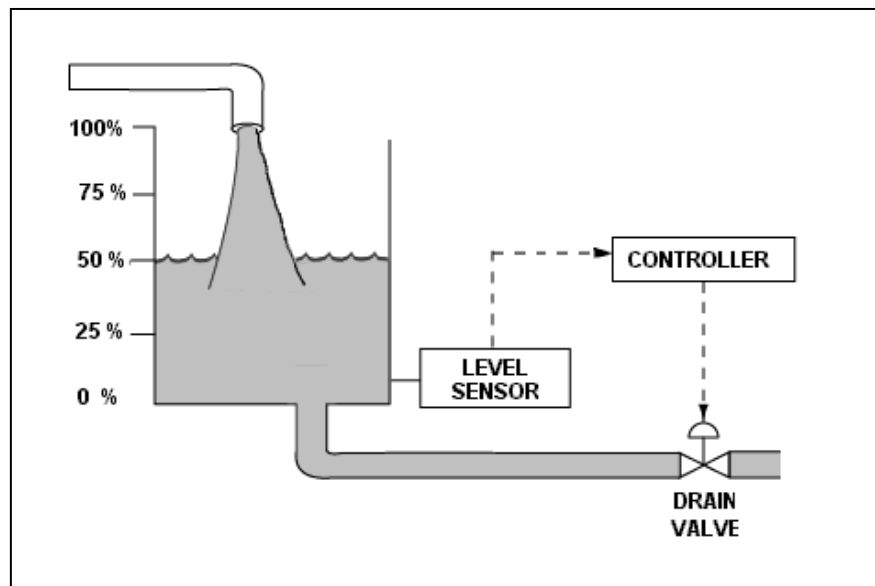 100%
75 %
50 %
25 %
0 %
CONTROLLER
LEVEL
SENSOR
DRAIN
VALVE